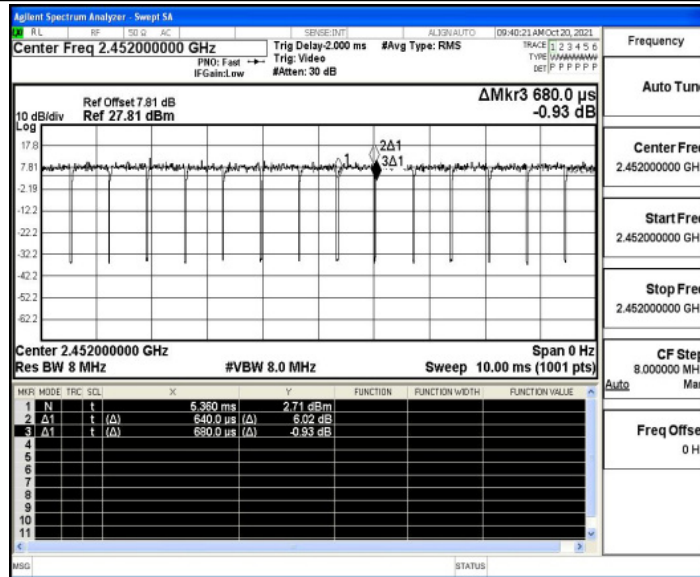 Agilent Spectrum Analyzer - Swept SA
RL RF 50 Ω AC SENSE:INT ALIGNAUTO 09:40:21 AM Oct 20, 2021
Center Freq 2.452000000 GHz
PNO: Fast
IFGain:Low
Trig Delay-2.000 ms
Trig: Video
#Atten: 30 dB
#Avg Type: RMS
TRACE 1 2 3 4 5 6
TYPE
DET P P P P P P
Ref Offset 7.81 dB
10 dB/div Ref 27.81 dBm
Log
ΔMkr3 680.0 µs
-0.93 dB
17.8
7.81
-2.19
-12.2
-22.2
-32.2
-42.2
-52.2
-62.2
1
2Δ1
3Δ1
Center 2.452000000 GHz Span 0 Hz
Res BW 8 MHz #VBW 8.0 MHz Sweep 10.00 ms (1001 pts)
MKR MODE TRC SCL X Y FUNCTION FUNCTION WIDTH FUNCTION VALUE
1 N t 5.360 ms 2.71 dBm
2 Δ1 t (Δ) 640.0 µs (Δ) 6.02 dB
3 Δ1 t (Δ) 680.0 µs (Δ) -0.93 dB
4
5
6
7
8
9
10
11
MSG STATUS
Frequency
Auto Tun
Center Fre
2.452000000 GH
Start Fre
2.452000000 GH
Stop Fre
2.452000000 GH
CF Step
8.000000 MH
Auto Ma
Freq Offse
0 H